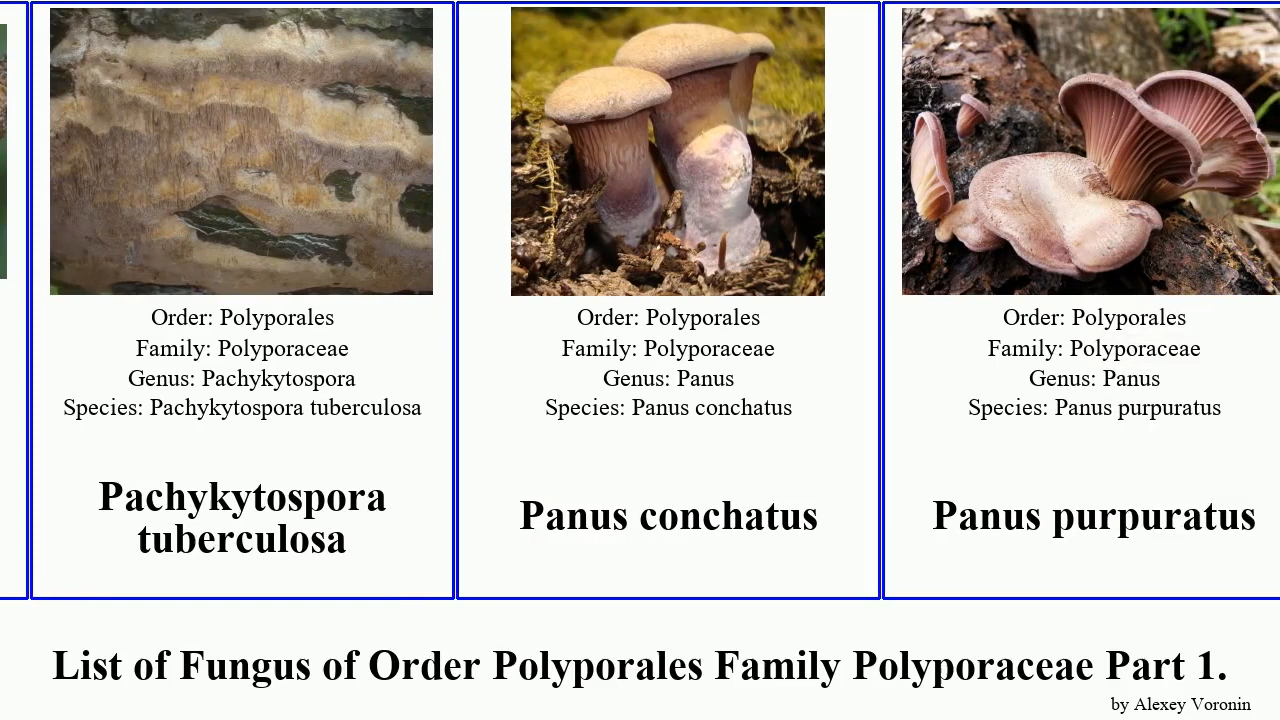 Order: Polyporales
Family: Polyporaceae
Genus: Pachykytospora
Species: Pachykytospora tuberculosa
Pachykytospora
tuberculosa
Order: Polyporales
Family: Polyporaceae
Genus: Panus
Species: Panus conchatus
Panus conchatus
Order: Polyporales
Family: Polyporaceae
Genus: Panus
Species: Panus purpuratus
Panus purpuratus
List of Fungus of Order Polyporales Family Polyporaceae Part 1.
by Alexey Voronin